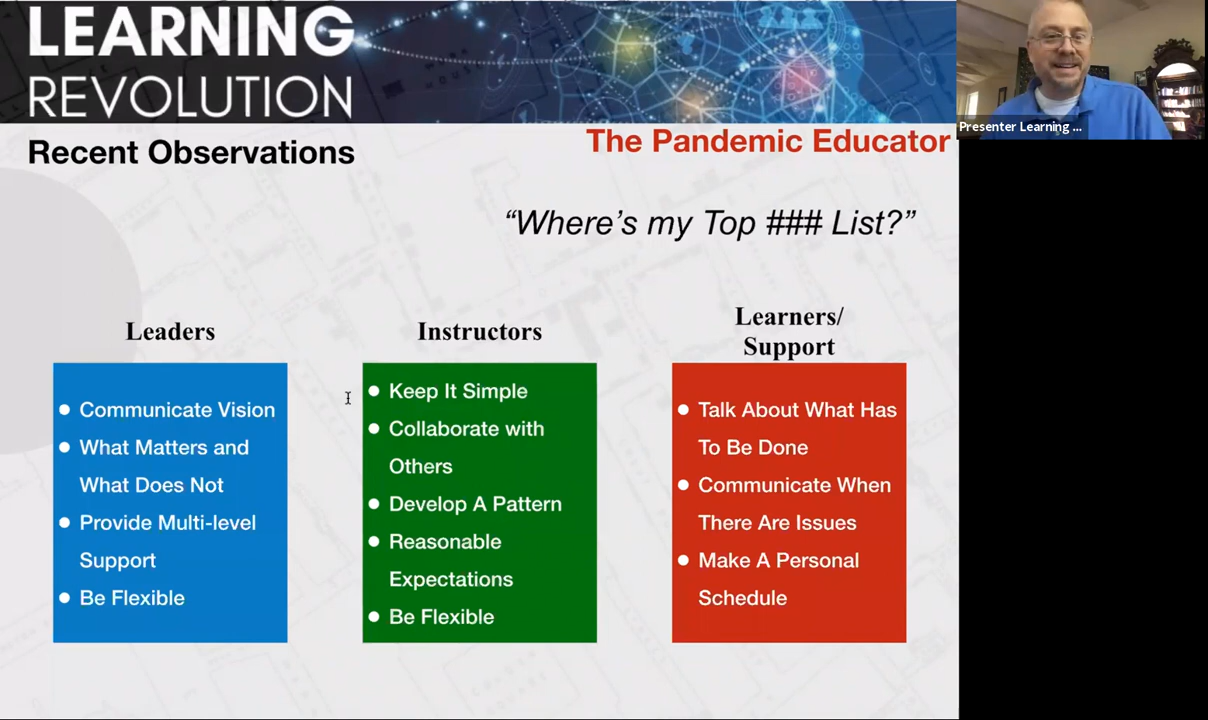 LEARNING
REVOLUTION
Presenter Learning ...
Recent Observations
The Pandemic Educator
“Where’s my Top ### List?”
Leaders
• Communicate Vision
• What Matters and
What Does Not
• Provide Multi-level
Support
• Be Flexible
Instructors
• Keep It Simple
• Collaborate with
Others
• Develop A Pattern
• Reasonable
Expectations
• Be Flexible
Learners/
Support
• Talk About What Has
To Be Done
• Communicate When
There Are Issues
• Make A Personal
Schedule